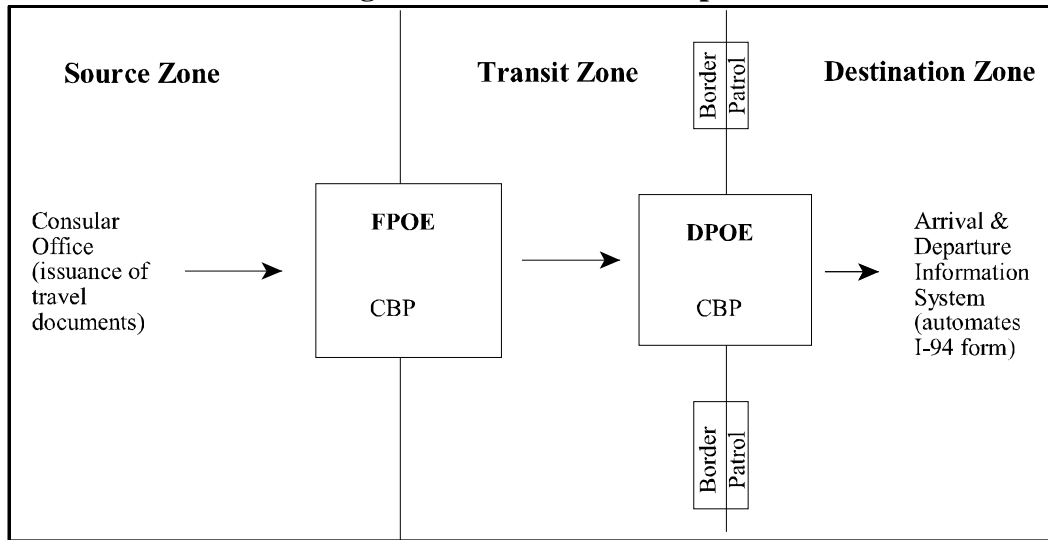 Source Zone
Transit Zone
Destination Zone
Border
Patrol
Consular
Office
(issuance of
travel
documents)
FPOE
CBP
DPOE
CBP
Arrival &
Departure
Information
System
(automates
I-94 form)
Border
Patrol